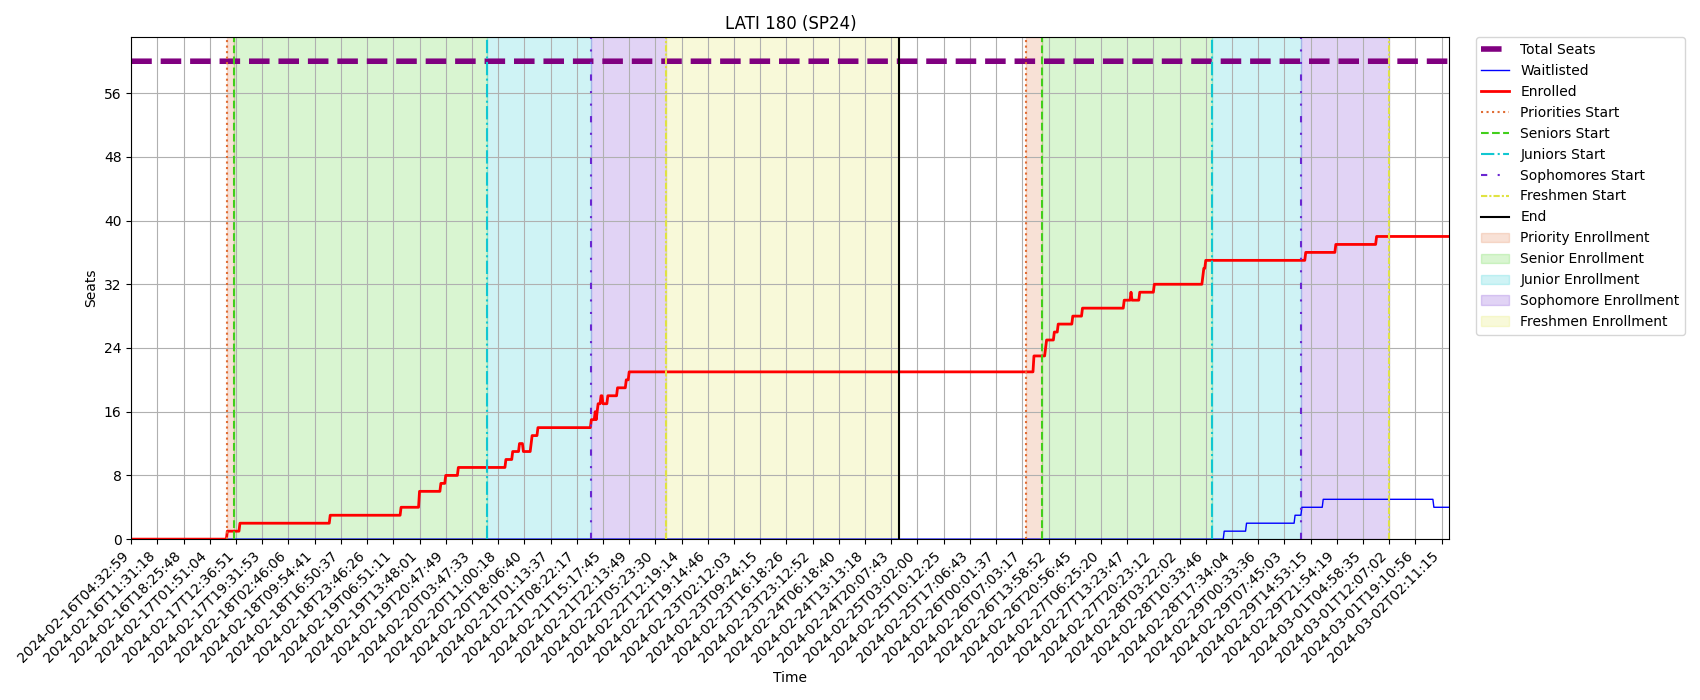 LATI 180 (SP24)
Seats
56
48
40
32
24
16
8
0
2024-02-16T04:32:59
2024-02-16T11:31:18
2024-02-16T18:25:48
2024-02-17T01:51:04
2024-02-17T12:36:51
2024-02-17T19:31:53
2024-02-18T02:46:06
2024-02-18T09:54:41
2024-02-18T16:50:37
2024-02-18T23:46:26
2024-02-19T06:51:11
2024-02-19T13:48:01
2024-02-19T20:47:49
2024-02-20T03:47:33
2024-02-20T11:00:18
2024-02-20T18:06:40
2024-02-21T01:13:37
2024-02-21T08:22:17
2024-02-21T15:17:45
2024-02-21T22:13:49
2024-02-22T05:23:30
2024-02-22T12:19:14
2024-02-22T19:14:46
2024-02-23T02:12:03
2024-02-23T09:24:15
2024-02-23T16:18:26
2024-02-23T23:12:52
2024-02-24T06:18:40
2024-02-24T13:13:18
2024-02-24T20:07:43
2024-02-25T03:02:00
2024-02-25T10:12:25
2024-02-25T17:06:43
2024-02-26T00:01:37
2024-02-26T07:03:17
2024-02-26T13:58:52
2024-02-26T20:56:45
2024-02-27T06:25:20
2024-02-27T13:23:47
2024-02-27T20:23:12
2024-02-28T03:22:02
2024-02-28T10:33:46
2024-02-28T17:34:04
2024-02-29T00:33:36
2024-02-29T07:45:03
2024-02-29T14:53:15
2024-02-29T21:54:19
2024-03-01T04:58:35
2024-03-01T12:07:02
2024-03-01T19:10:56
2024-03-02T02:11:15
Time
Total Seats
Waitlisted
Enrolled
Priorities Start
Seniors Start
Juniors Start
Sophomores Start
Freshmen Start
End
Priority Enrollment
Senior Enrollment
Junior Enrollment
Sophomore Enrollment
Freshmen Enrollment